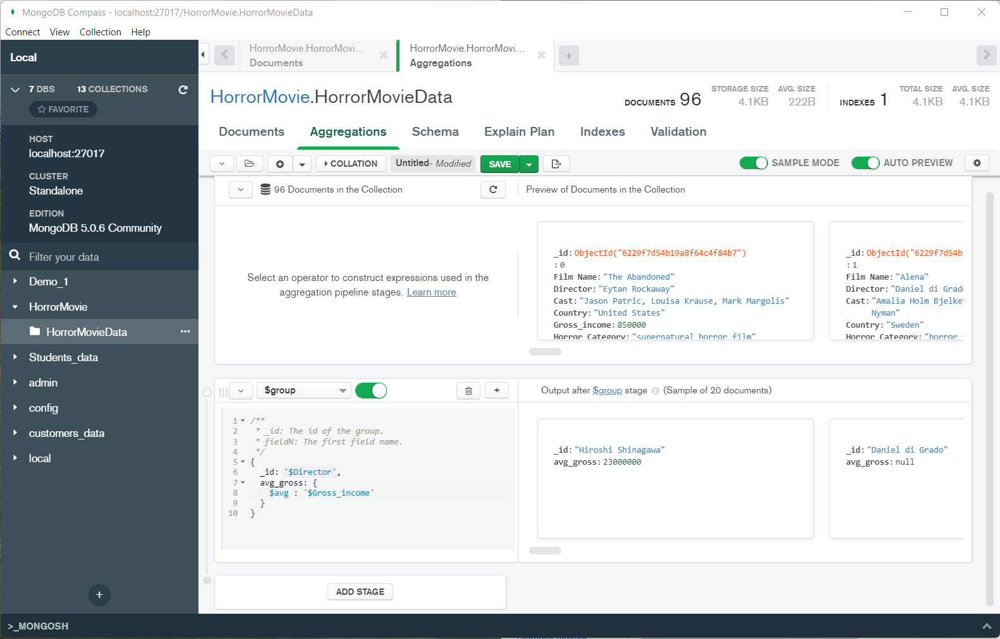 MongoDB Compass - localhost:27017/HorrorMovie.HorrorMovieData
Connect View Collection Help
Local
7 DBS 13 COLLECTIONS
FAVORITE
HOST
localhost:27017
CLUSTER
Standalone
EDITION
MongoDB 5.0.6 Community
Filter your data
Demo_1
HorrorMovie
HorrorMovieData
Students_data
admin
config
customers_data
local
HorrorMovie.HorrorMovi...
Documents
HorrorMovie.HorrorMovi...
Aggregations
HorrorMovie.HorrorMovieData
DOCUMENTS 96
STORAGE SIZE
4.1KB
AVG. SIZE
222B
INDEXES 1
TOTAL SIZE
4.1KB
AVG. SIZE
4.1KB
Documents Aggregations Schema Explain Plan Indexes Validation
COLLATION Untitled- Modified SAVE SAMPLE MODE AUTO PREVIEW
96 Documents in the Collection
Preview of Documents in the Collection
Select an operator to construct expressions used in the
aggregation pipeline stages. Learn more
_id: ObjectId("6229f7d54b19a8f64c4f84b7")
: 0
Film Name: "The Abandoned"
Director: "Eytan Rockaway"
Cast: "Jason Patric, Louisa Krause, Mark Margolis"
Country: "United States"
Gross_income: 850000
Horror Category: "supernatural horror film"
_id: ObjectId("6229f7d54b
: 1
Film Name: "Alena"
Director: "Daniel di Grado
Cast: "Amalia Holm Bjelke
Nyman"
Country: "Sweden"
Horror Category: "horror
$group
Output after $group stage (Sample of 20 documents)
1 /**
2 * _id: The id of the group.
3 * fieldN: The first field name.
4 */
5 {
6 _id: '$Director',
7 avg_gross: {
8 $avg : '$Gross_income'
9 }
10 }
_id: "Hiroshi Shinagawa"
avg_gross: 23000000
_id: "Daniel di Grado"
avg_gross: null
ADD STAGE
>_MONGOSH